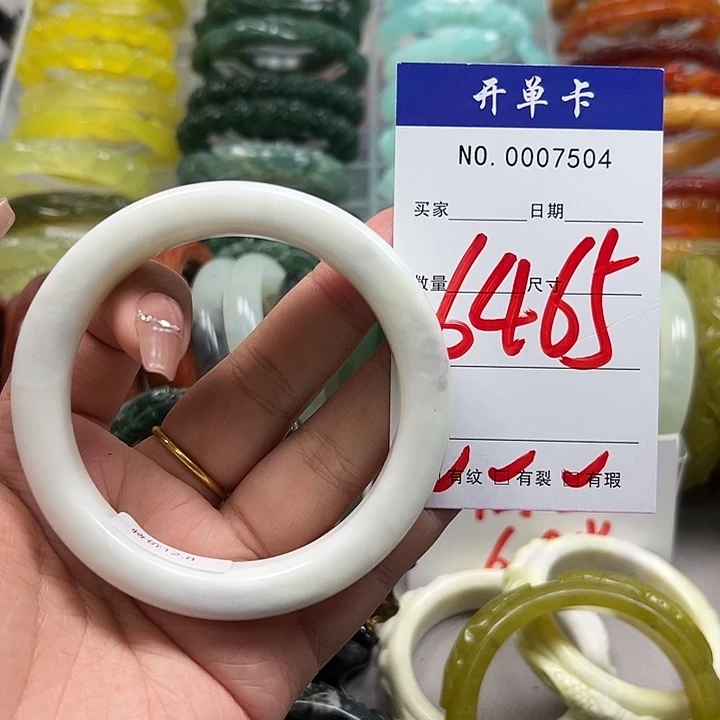 开单卡
NO. 0007504
买家 日期
6465
数量 尺寸
有纹 有裂 有瑕